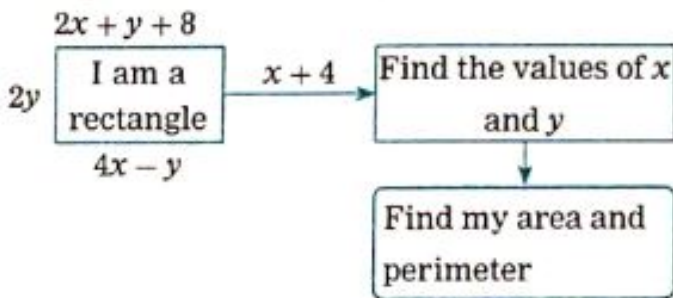 2x + y + 8
2y
I am a
rectangle
4x − y
x + 4
Find the values of x
and y
Find my area and
perimeter